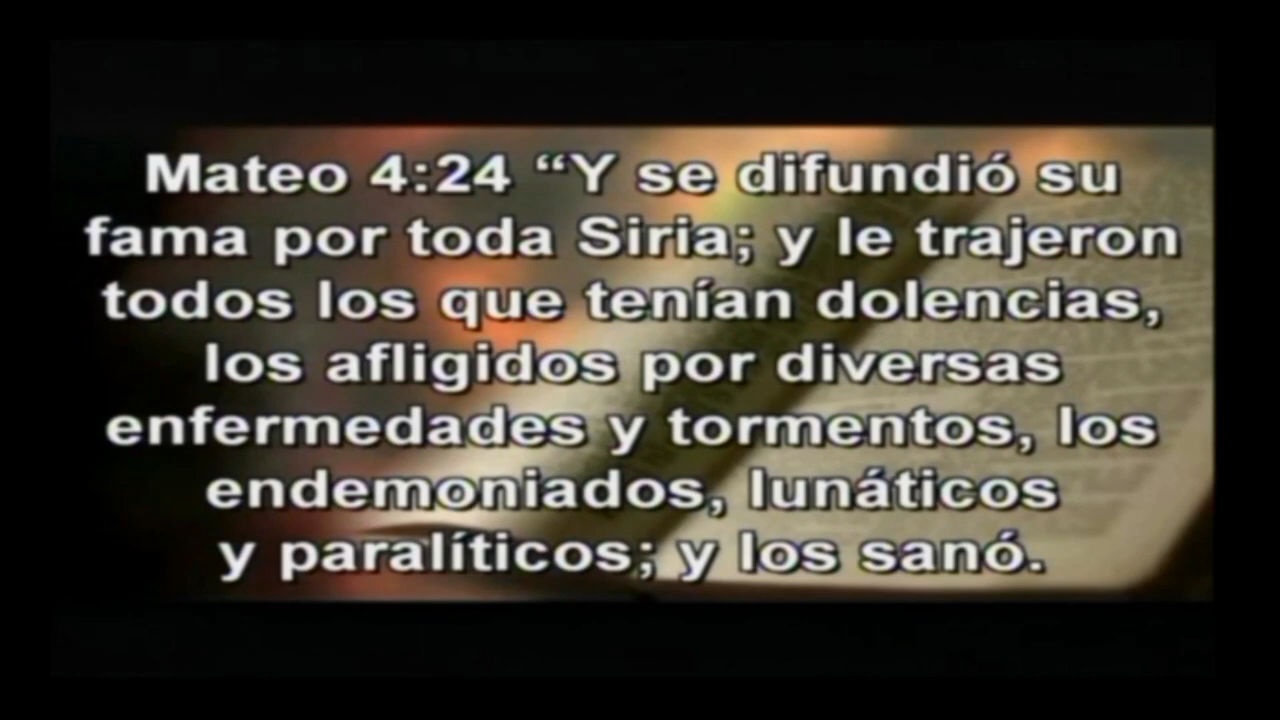 Mateo 4:24 “Y se difundió su
fama por toda Siria; y le trajeron
todos los que tenían dolencias,
los afligidos por diversas
enfermedades y tormentos, los
endemoniados, lunáticos
y paralíticos; y los sanó.